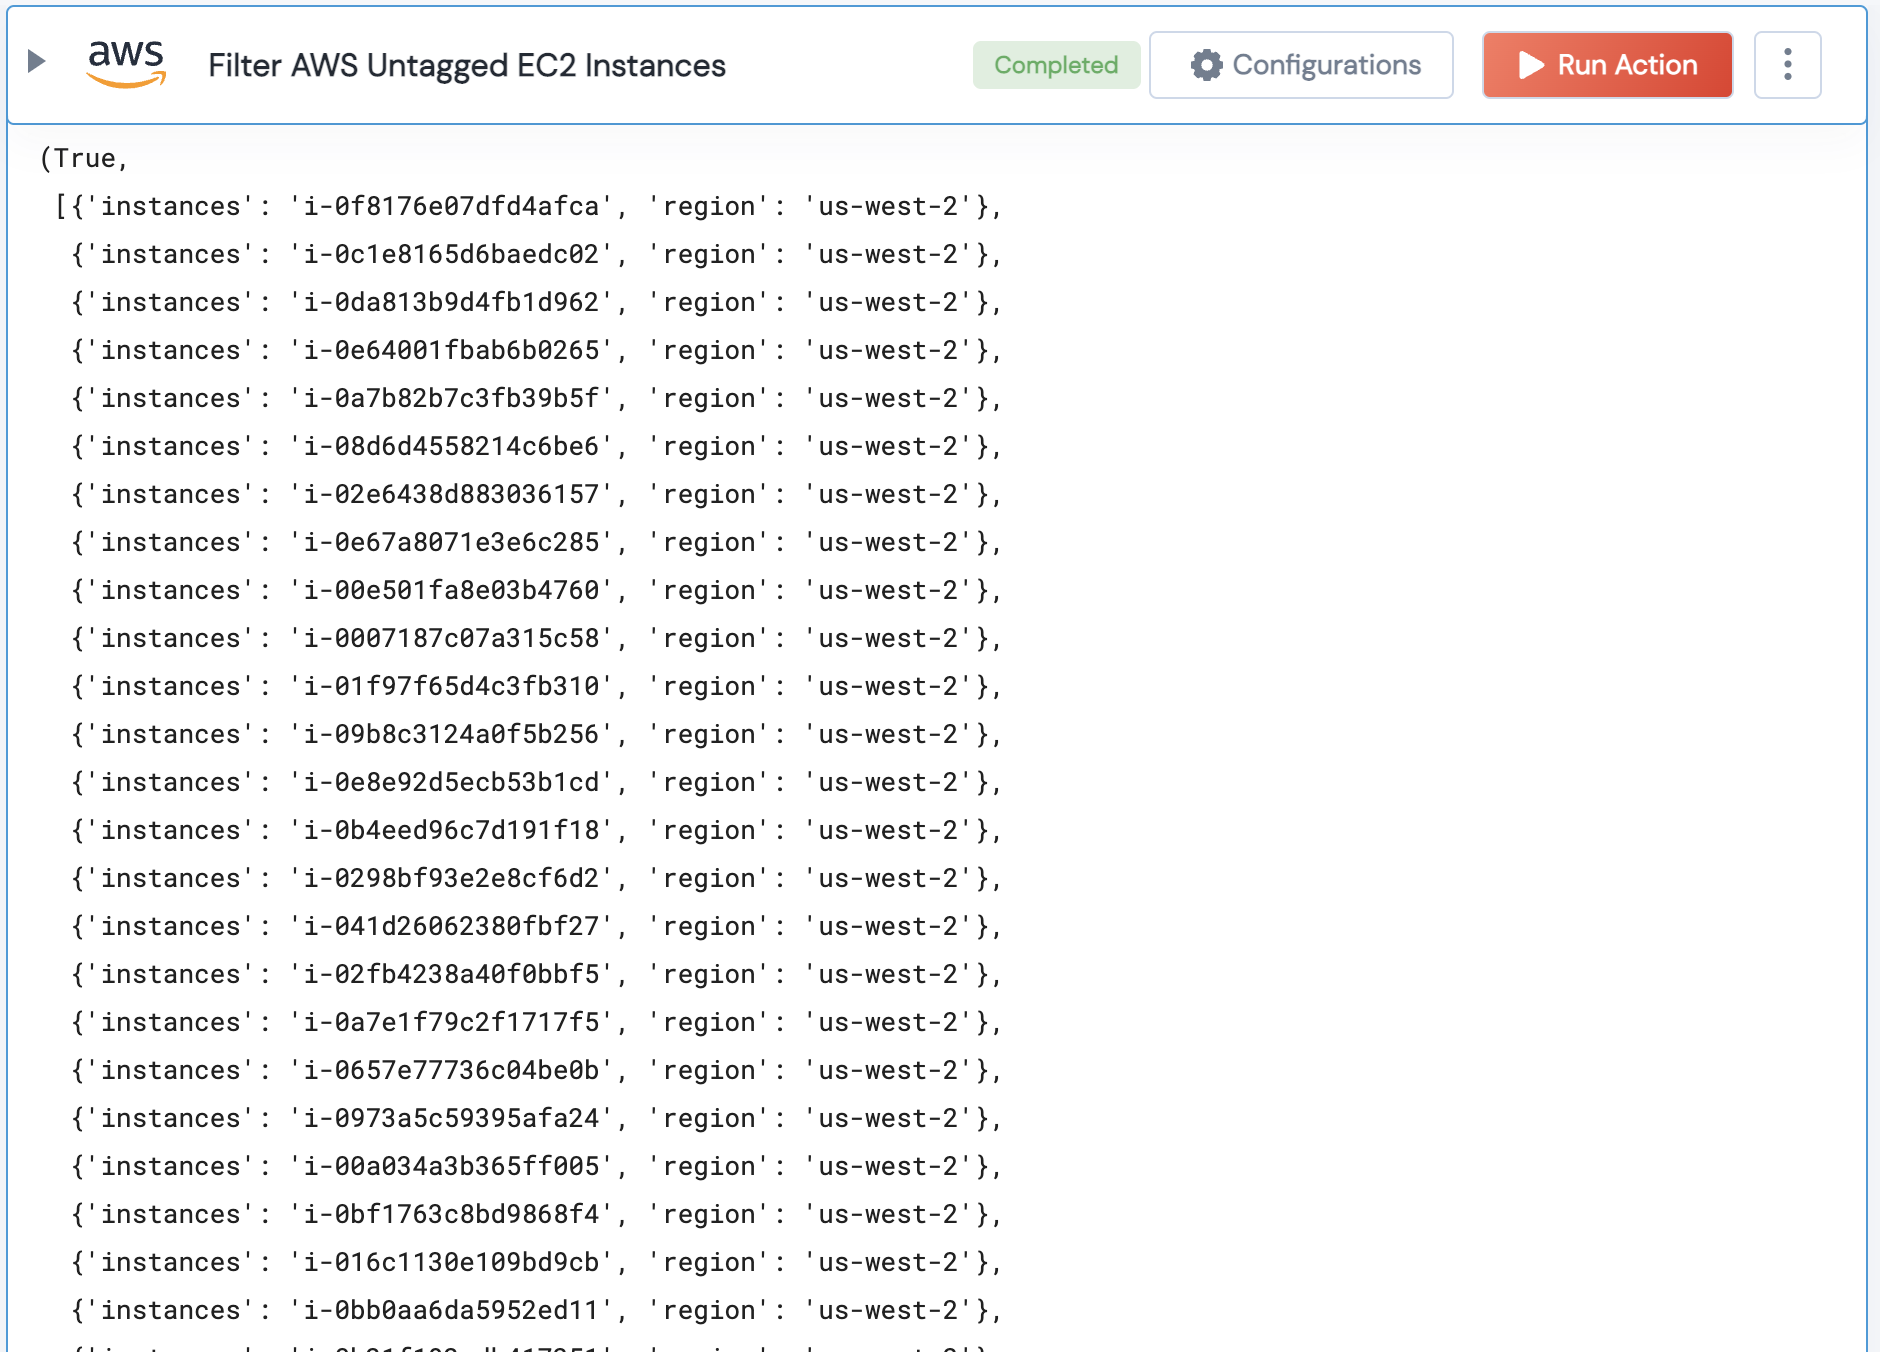 aws
Filter AWS Untagged EC2 Instances
Completed
Configurations
Run Action
(True,
[{'instances': 'i-0f8176e07dfd4afca', 'region': 'us-west-2'},
{'instances': 'i-0c1e8165d6baedc02', 'region': 'us-west-2'},
{'instances': 'i-0da813b9d4fb1d962', 'region': 'us-west-2'},
{'instances': 'i-0e64001fbab6b0265', 'region': 'us-west-2'},
{'instances': 'i-0a7b82b7c3fb39b5f', 'region': 'us-west-2'},
{'instances': 'i-08d6d4558214c6be6', 'region': 'us-west-2'},
{'instances': 'i-02e6438d883036157', 'region': 'us-west-2'},
{'instances': 'i-0e67a8071e3e6c285', 'region': 'us-west-2'},
{'instances': 'i-00e501fa8e03b4760', 'region': 'us-west-2'},
{'instances': 'i-0007187c07a315c58', 'region': 'us-west-2'},
{'instances': 'i-01f97f65d4c3fb310', 'region': 'us-west-2'},
{'instances': 'i-09b8c3124a0f5b256', 'region': 'us-west-2'},
{'instances': 'i-0e8e92d5ecb53b1cd', 'region': 'us-west-2'},
{'instances': 'i-0b4eed96c7d191f18', 'region': 'us-west-2'},
{'instances': 'i-0298bf93e2e8cf6d2', 'region': 'us-west-2'},
{'instances': 'i-041d26062380fbf27', 'region': 'us-west-2'},
{'instances': 'i-02fb4238a40f0bbf5', 'region': 'us-west-2'},
{'instances': 'i-0a7e1f79c2f1717f5', 'region': 'us-west-2'},
{'instances': 'i-0657e77736c04be0b', 'region': 'us-west-2'},
{'instances': 'i-0973a5c59395afa24', 'region': 'us-west-2'},
{'instances': 'i-00a034a3b365ff005', 'region': 'us-west-2'},
{'instances': 'i-0bf1763c8bd9868f4', 'region': 'us-west-2'},
{'instances': 'i-016c1130e109bd9cb', 'region': 'us-west-2'},
{'instances': 'i-0bb0aa6da5952ed11', 'region': 'us-west-2'},